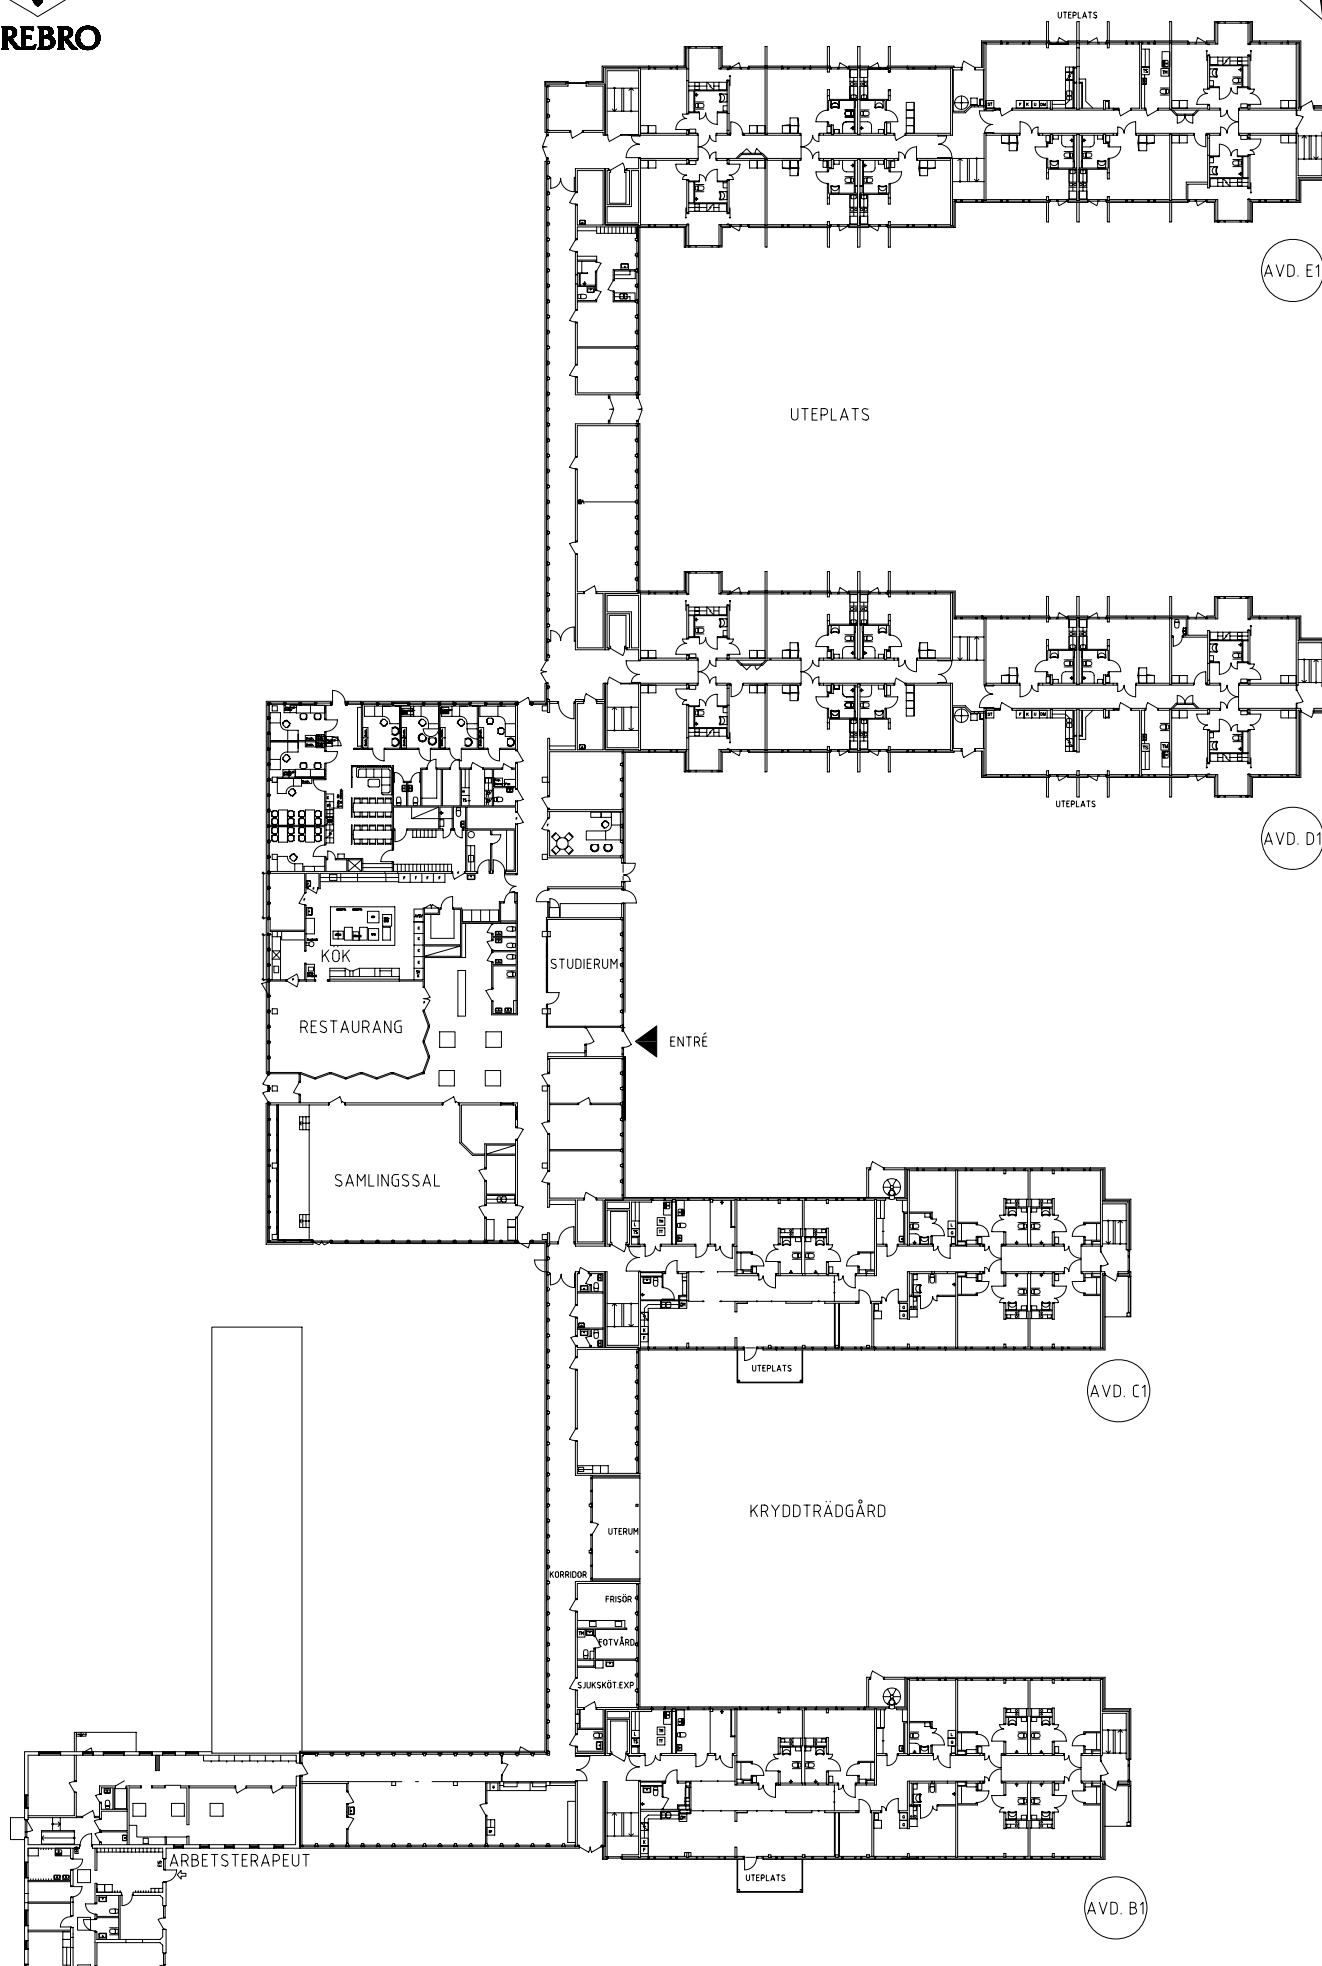 REBRO
UTEPLATS
AVD. E1
UTEPLATS
UTEPLATS
AVD. D1
KÖK
STUDIERUM
RESTAURANG
ENTRÉ
SAMLINGSSAL
UTEPLATS
AVD. C1
KRYDDTRÄDGÅRD
UTERUM
KORRIDOR
FRISÖR
FOTVÅRD
SJUKSKÖT.EXP
ARBETSTERAPEUT
UTEPLATS
AVD. B1